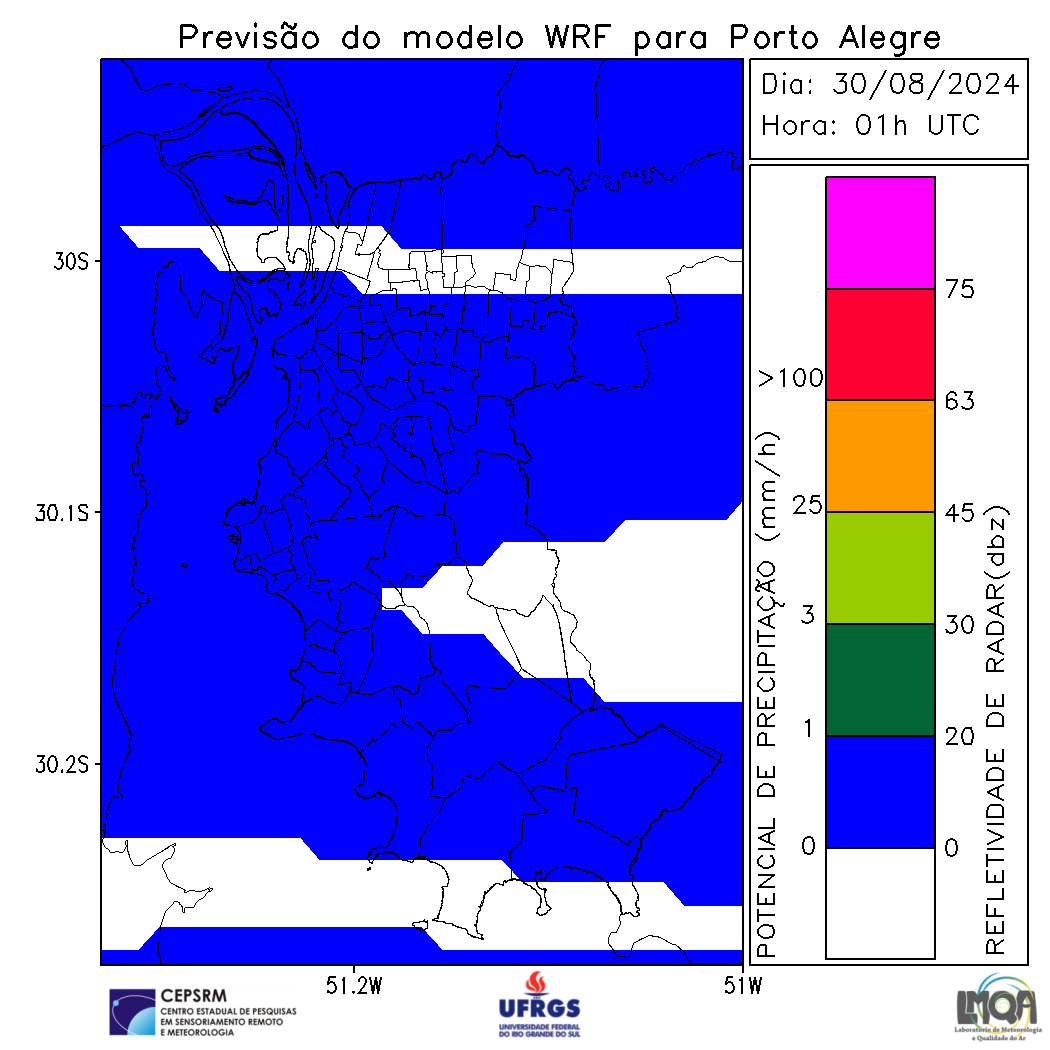 Previsão do modelo WRF para Porto Alegre
Dia: 30/08/2024
Hora: 01h UTC
30S
30.1S
30.2S
51.2W
51W
POTENCIAL DE PRECIPITAÇÃO (mm/h)
>100
25
3
1
0
75
63
45
30
20
0
REFLETIVIDADE DE RADAR(dbz)
CEPSRM
CENTRO ESTADUAL DE PESQUISAS
EM SENSORIAMENTO REMOTO
E METEOROLOGIA
UFRGS
UNIVERSIDADE FEDERAL
DO RIO GRANDE DO SUL
LMQA
Laboratório de Meteorologia
e Qualidade do Ar